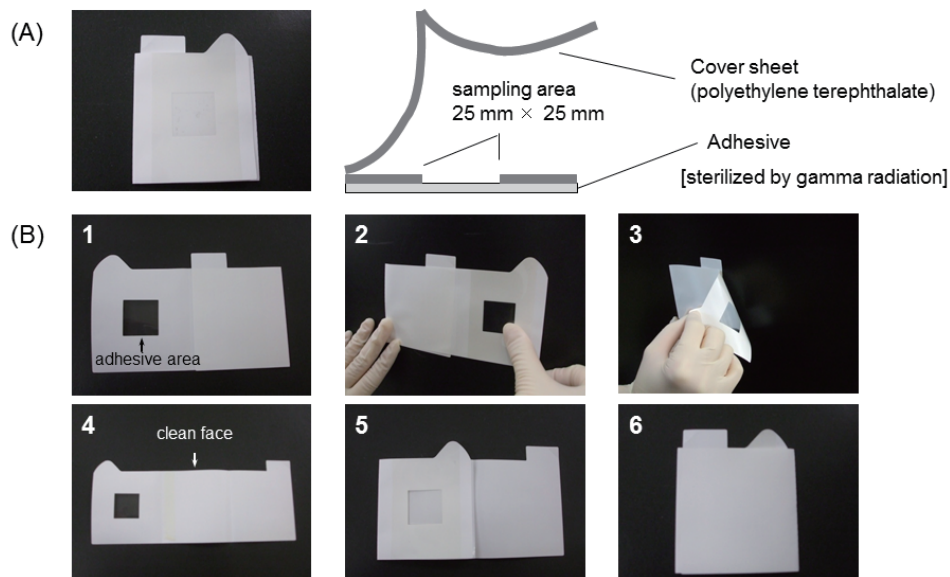 (A)
sampling area
25 mm × 25 mm
Cover sheet
(polyethylene terephthalate)
Adhesive
[sterilized by gamma radiation]
(B)
1
adhesive area
2
3
4
clean face
5
6